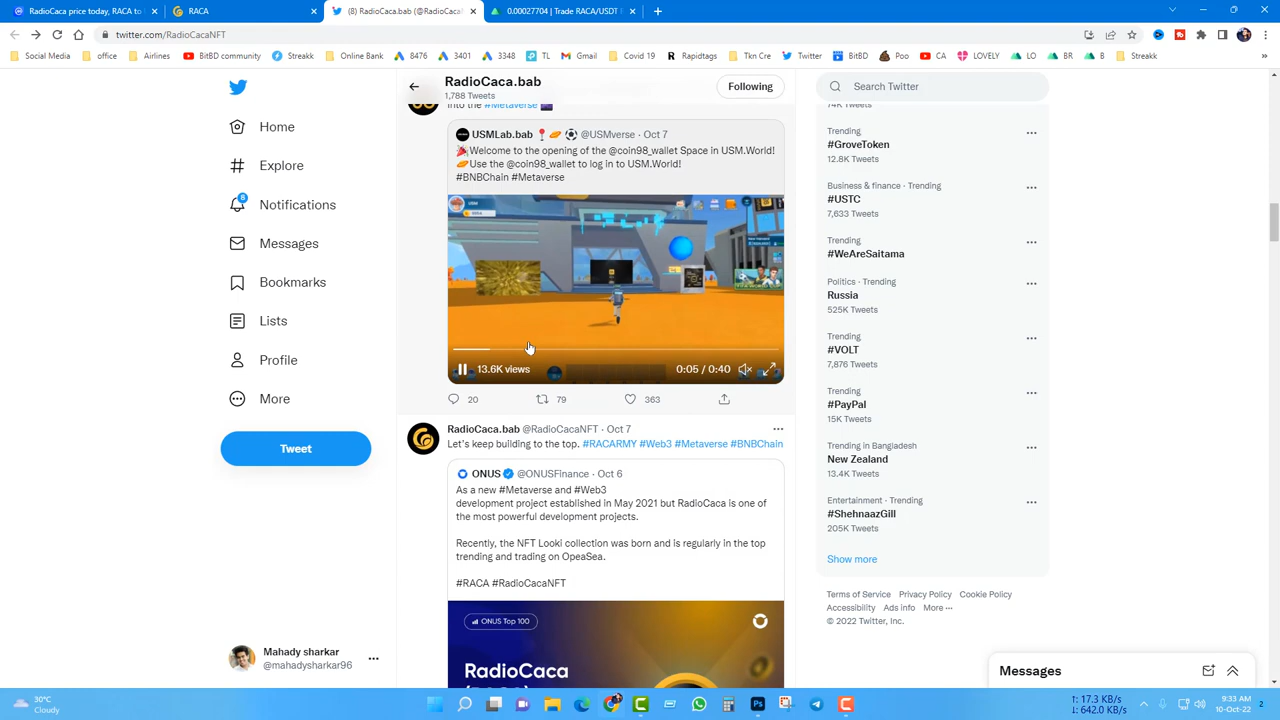 RadioCaca price today, RACA to
RACA
(8) RadioCaca.bab (@RadioCaca
0.00027704 | Trade RACA/USDT E
twitter.com/RadioCacaNFT
Social Media
office
Airlines
BitBD community
Streakk
Online Bank
8476
3401
3348
TL
Gmail
Covid 19
Rapidtags
Tkn Cre
Twitter
BitBD
Poo
CA
LOVELY
LO
BR
B
Streakk
RadioCaca.bab
1,788 Tweets
Following
Home
Explore
8
Notifications
Messages
Bookmarks
Lists
Profile
More
Tweet
Mahady sharkar
@mahadysharkar96
into the #Metaverse
USMLab.bab @USMverse · Oct 7
Welcome to the opening of the @coin98_wallet Space in USM.World!
Use the @coin98_wallet to log in to USM.World!
#BNBChain #Metaverse
13.6K views
0:05 / 0:40
20
79
363
RadioCaca.bab @RadioCacaNFT · Oct 7
Let's keep building to the top. #RACARMY #Web3 #Metaverse #BNBChain
ONUS @ONUSFinance · Oct 6
As a new #Metaverse and #Web3
development project established in May 2021 but RadioCaca is one of
the most powerful development projects.
Recently, the NFT Looki collection was born and is regularly in the top
trending and trading on OpeaSea.
#RACA #RadioCacaNFT
ONUS Top 100
RadioCaca
Search Twitter
74K Tweets
Trending
#GroveToken
12.8K Tweets
Business & finance · Trending
#USTC
7,633 Tweets
Trending
#WeAreSaitama
Politics · Trending
Russia
525K Tweets
Trending
#VOLT
7,876 Tweets
Trending
#PayPal
15K Tweets
Trending in Bangladesh
New Zealand
13.4K Tweets
Entertainment · Trending
#ShehnaazGill
205K Tweets
Show more
Terms of Service Privacy Policy Cookie Policy
Accessibility Ads info More
© 2022 Twitter, Inc.
Messages
30°C
Cloudy
↑: 17.3 KB/s
↓: 642.0 KB/s
9:33 AM
10-Oct-22
2